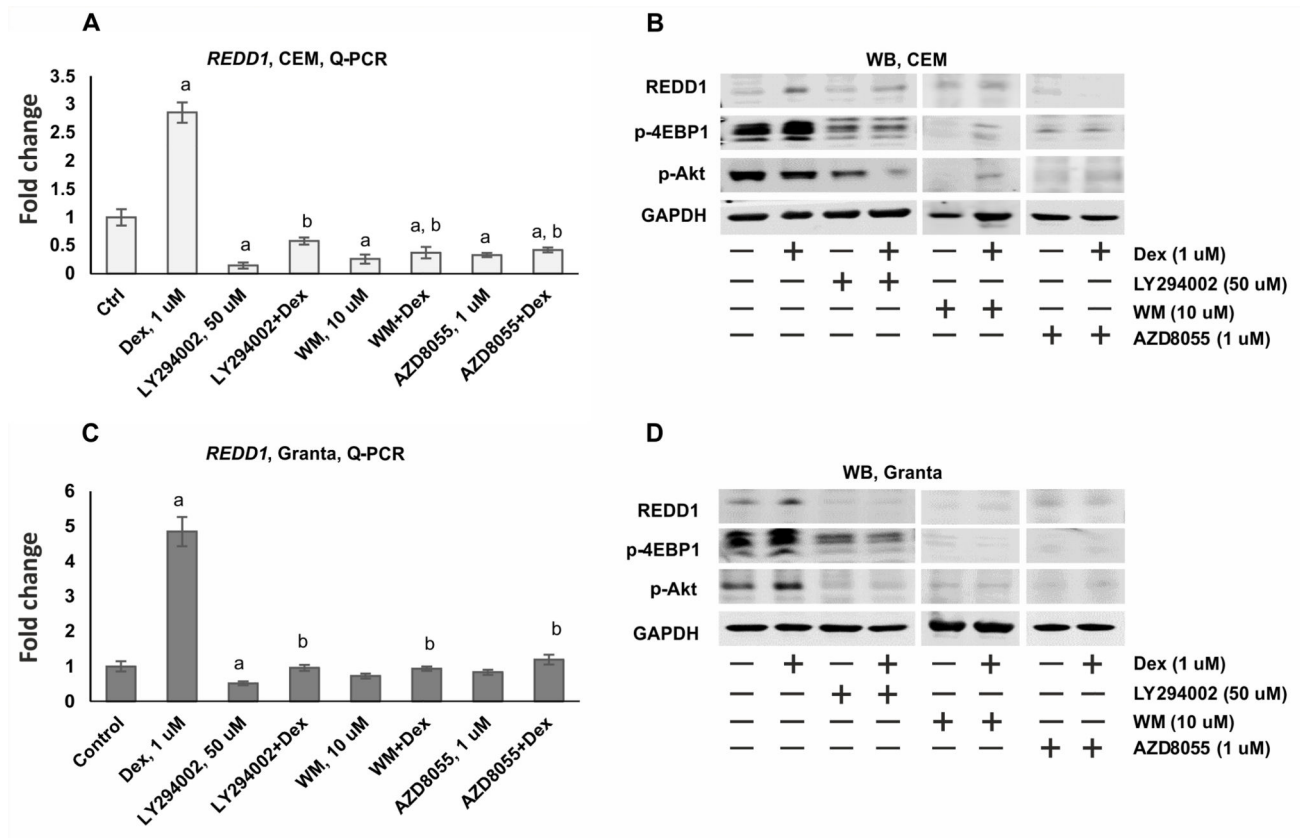 A
REDD1, CEM, Q-PCR
Fold change
3.5
3
2.5
2
1.5
1
0.5
0
a
a
b
a
a, b
a
a, b
Ctrl
Dex, 1 uM
LY294002, 50 uM
LY294002+Dex
WM, 10 uM
WM+Dex
AZD8055, 1 uM
AZD8055+Dex
B
WB, CEM
REDD1
p-4EBP1
p-Akt
GAPDH
— + — + — + — + Dex (1 uM)
— — + + — — — — LY294002 (50 uM)
— — — — + + — — WM (10 uM)
— — — — — — + + AZD8055 (1 uM)
C
REDD1, Granta, Q-PCR
Fold change
6
5
4
3
2
1
0
a
a
b
b
b
Control
Dex, 1 uM
LY294002, 50 uM
LY294002+Dex
WM, 10 uM
WM+Dex
AZD8055, 1 uM
AZD8055+Dex
D
WB, Granta
REDD1
p-4EBP1
p-Akt
GAPDH
— + — + — + — + Dex (1 uM)
— — + + — — — — LY294002 (50 uM)
— — — — + + — — WM (10 uM)
— — — — — — + + AZD8055 (1 uM)